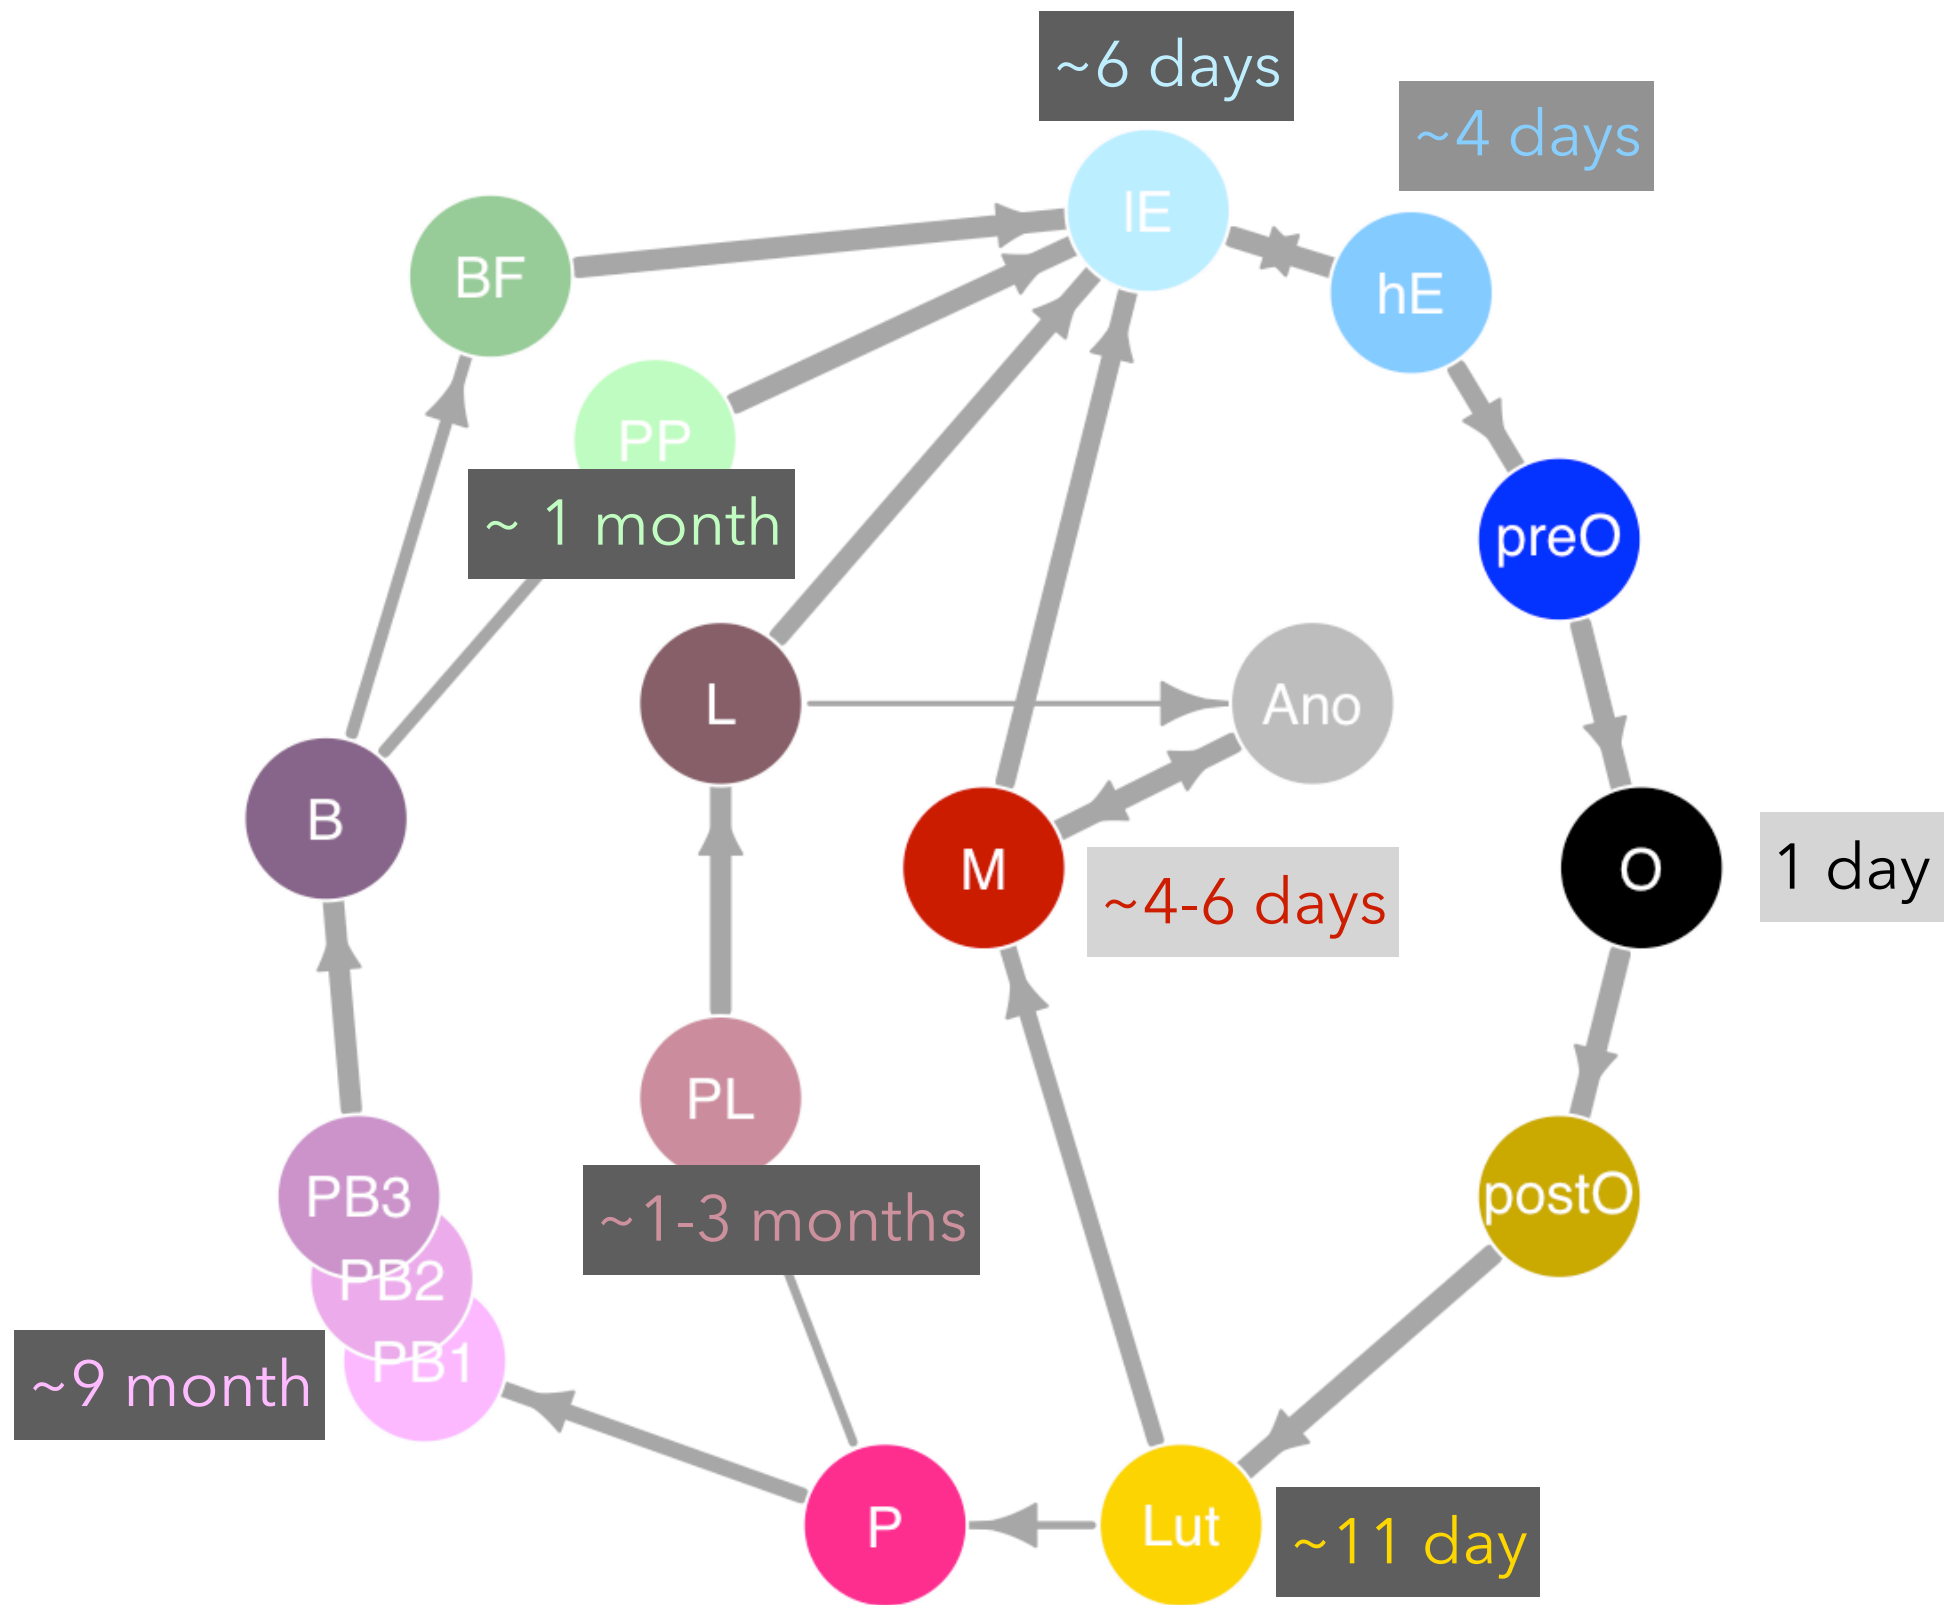 ~6 days
~4 days
lE
BF
hE
PP
~ 1 month
preO
L
Ano
B
M
O
1 day
~4-6 days
PL
PB3
postO
~1-3 months
PB2
PB1
~9 month
P
Lut
~11 day